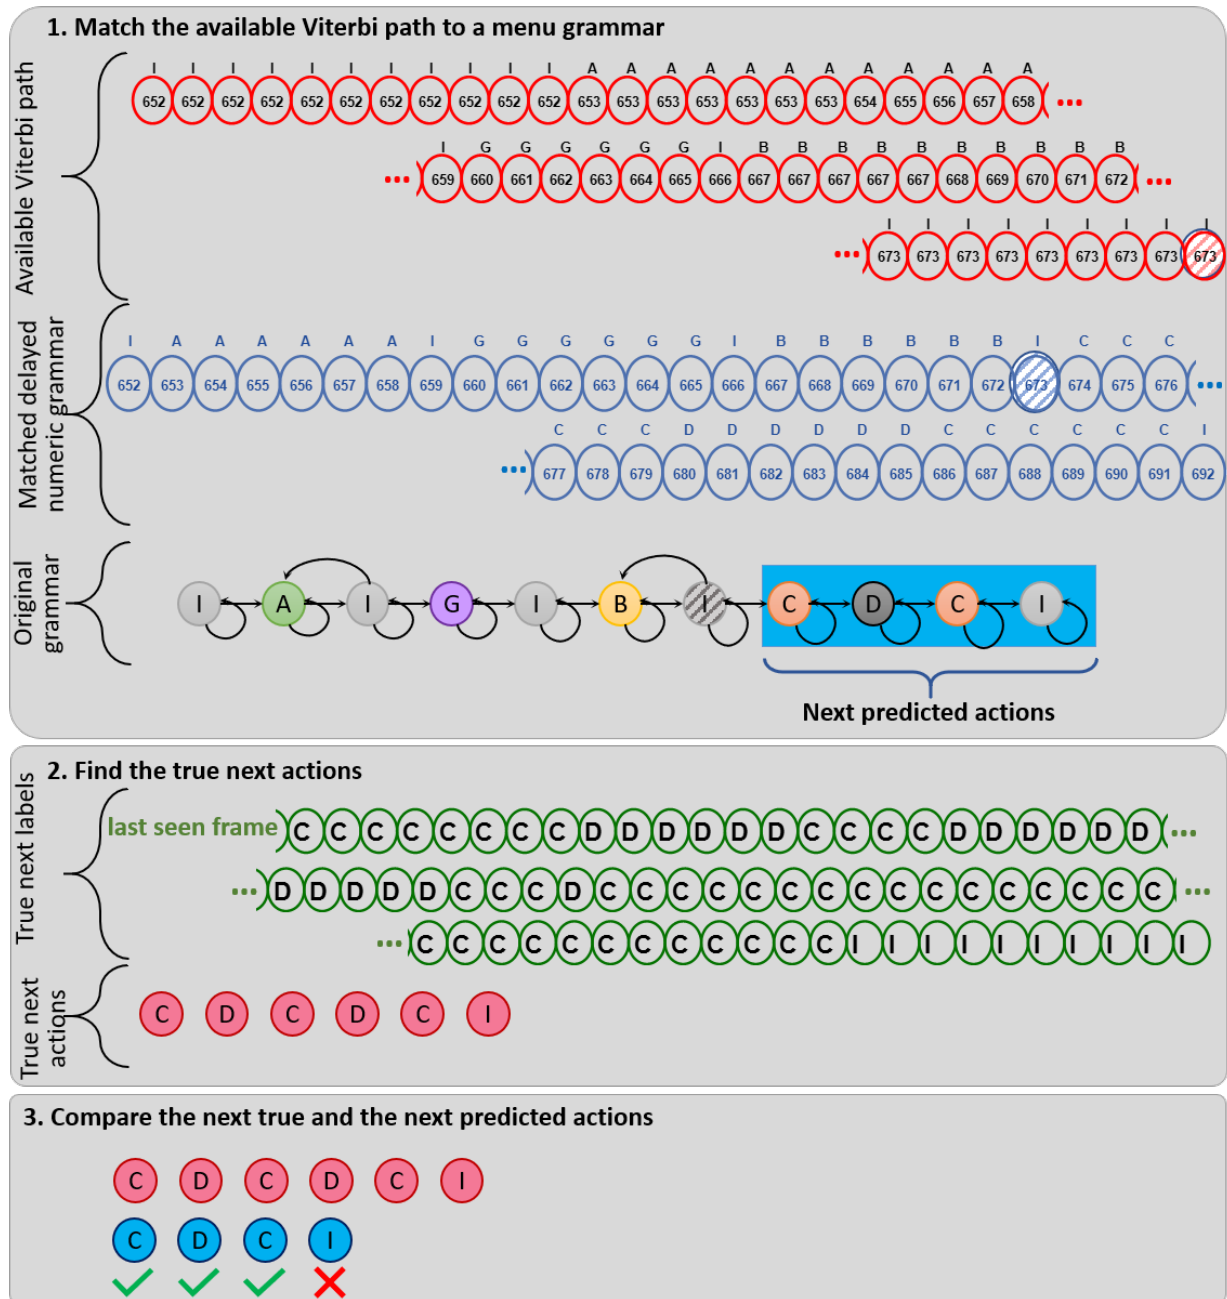 1. Match the available Viterbi path to a menu grammar
Available Viterbi path
I I I I I I I I I I I A A A A A A A A A A A A
652 652 652 652 652 652 652 652 652 652 652 653 653 653 653 653 653 653 654 655 656 657 658 ...
I G G G G G G I B B B B B B B B B B
... 659 660 661 662 663 664 665 666 667 667 667 667 667 668 669 670 671 672 ...
I I I I I I I I I
... 673 673 673 673 673 673 673 673 673
Matched delayed
numeric grammar
I A A A A A A I G G G G G G I B B B B B B I C C C
652 653 654 655 656 657 658 659 660 661 662 663 664 665 666 667 668 669 670 671 672 673 674 675 676 ...
C C C D D D D D D C C C C C C I
... 677 678 679 680 681 682 683 684 685 686 687 688 689 690 691 692
Original
grammar
I A I G I B I C D C I
Next predicted actions
2. Find the true next actions
True next labels
last seen frame C C C C C C C C D D D D D D C C C C D D D D D D ...
... D D D D D C C C D C C C C C C C C C C C C C C C C ...
... C C C C C C C C C C C C I I I I I I I I I I
True next
actions
C D C D C I
3. Compare the next true and the next predicted actions
C D C D C I
C D C I